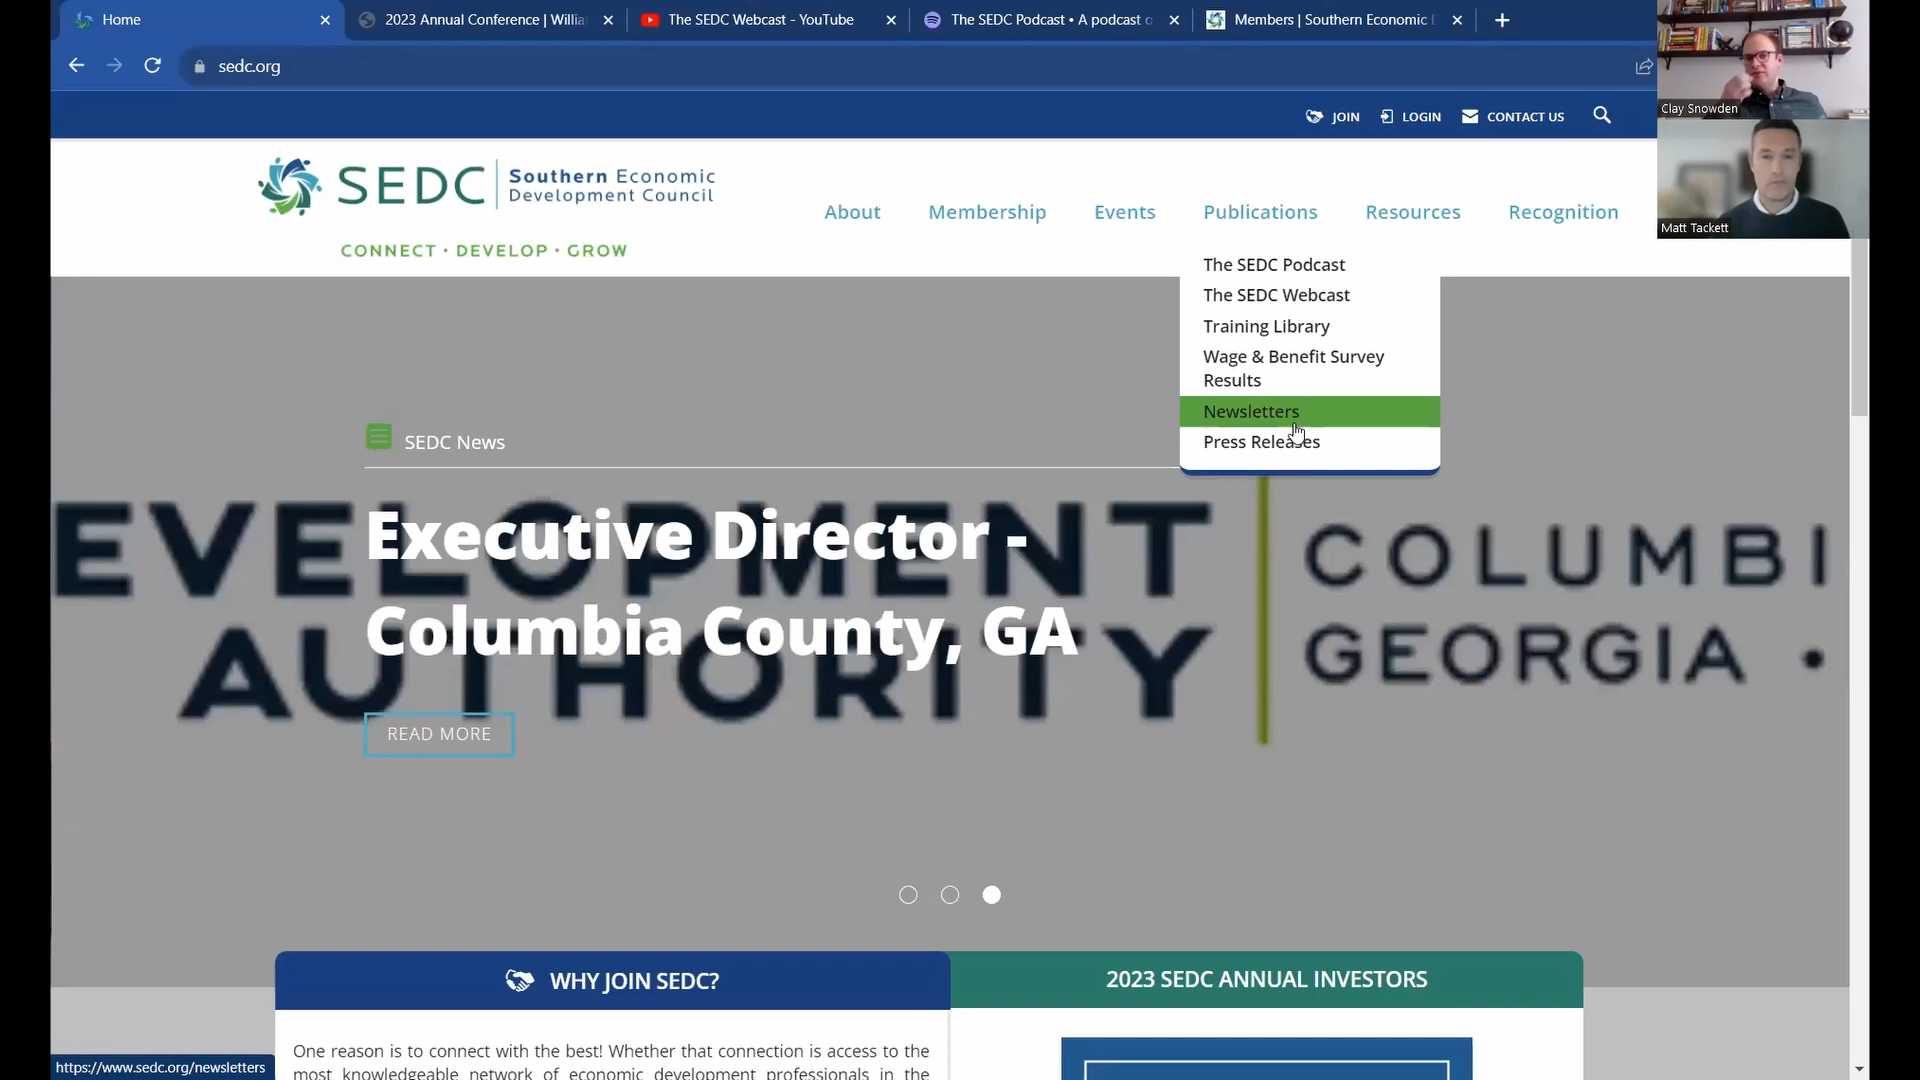 Home
2023 Annual Conference | Willia
The SEDC Webcast - YouTube
The SEDC Podcast • A podcast o
Members | Southern Economic D
sedc.org
Clay Snowden
Matt Tackett
JOIN
LOGIN
CONTACT US
SEDC
Southern Economic
Development Council
CONNECT • DEVELOP • GROW
About
Membership
Events
Publications
Resources
Recognition
The SEDC Podcast
The SEDC Webcast
Training Library
Wage & Benefit Survey
Results
Newsletters
Press Releases
SEDC News
EVELOPMENT
AUTHORITY
COLUMBI
GEORGIA •
Executive Director -
Columbia County, GA
READ MORE
WHY JOIN SEDC?
2023 SEDC ANNUAL INVESTORS
One reason is to connect with the best! Whether that connection is access to the
most knowledgeable network of economic development professionals in the
https://www.sedc.org/newsletters